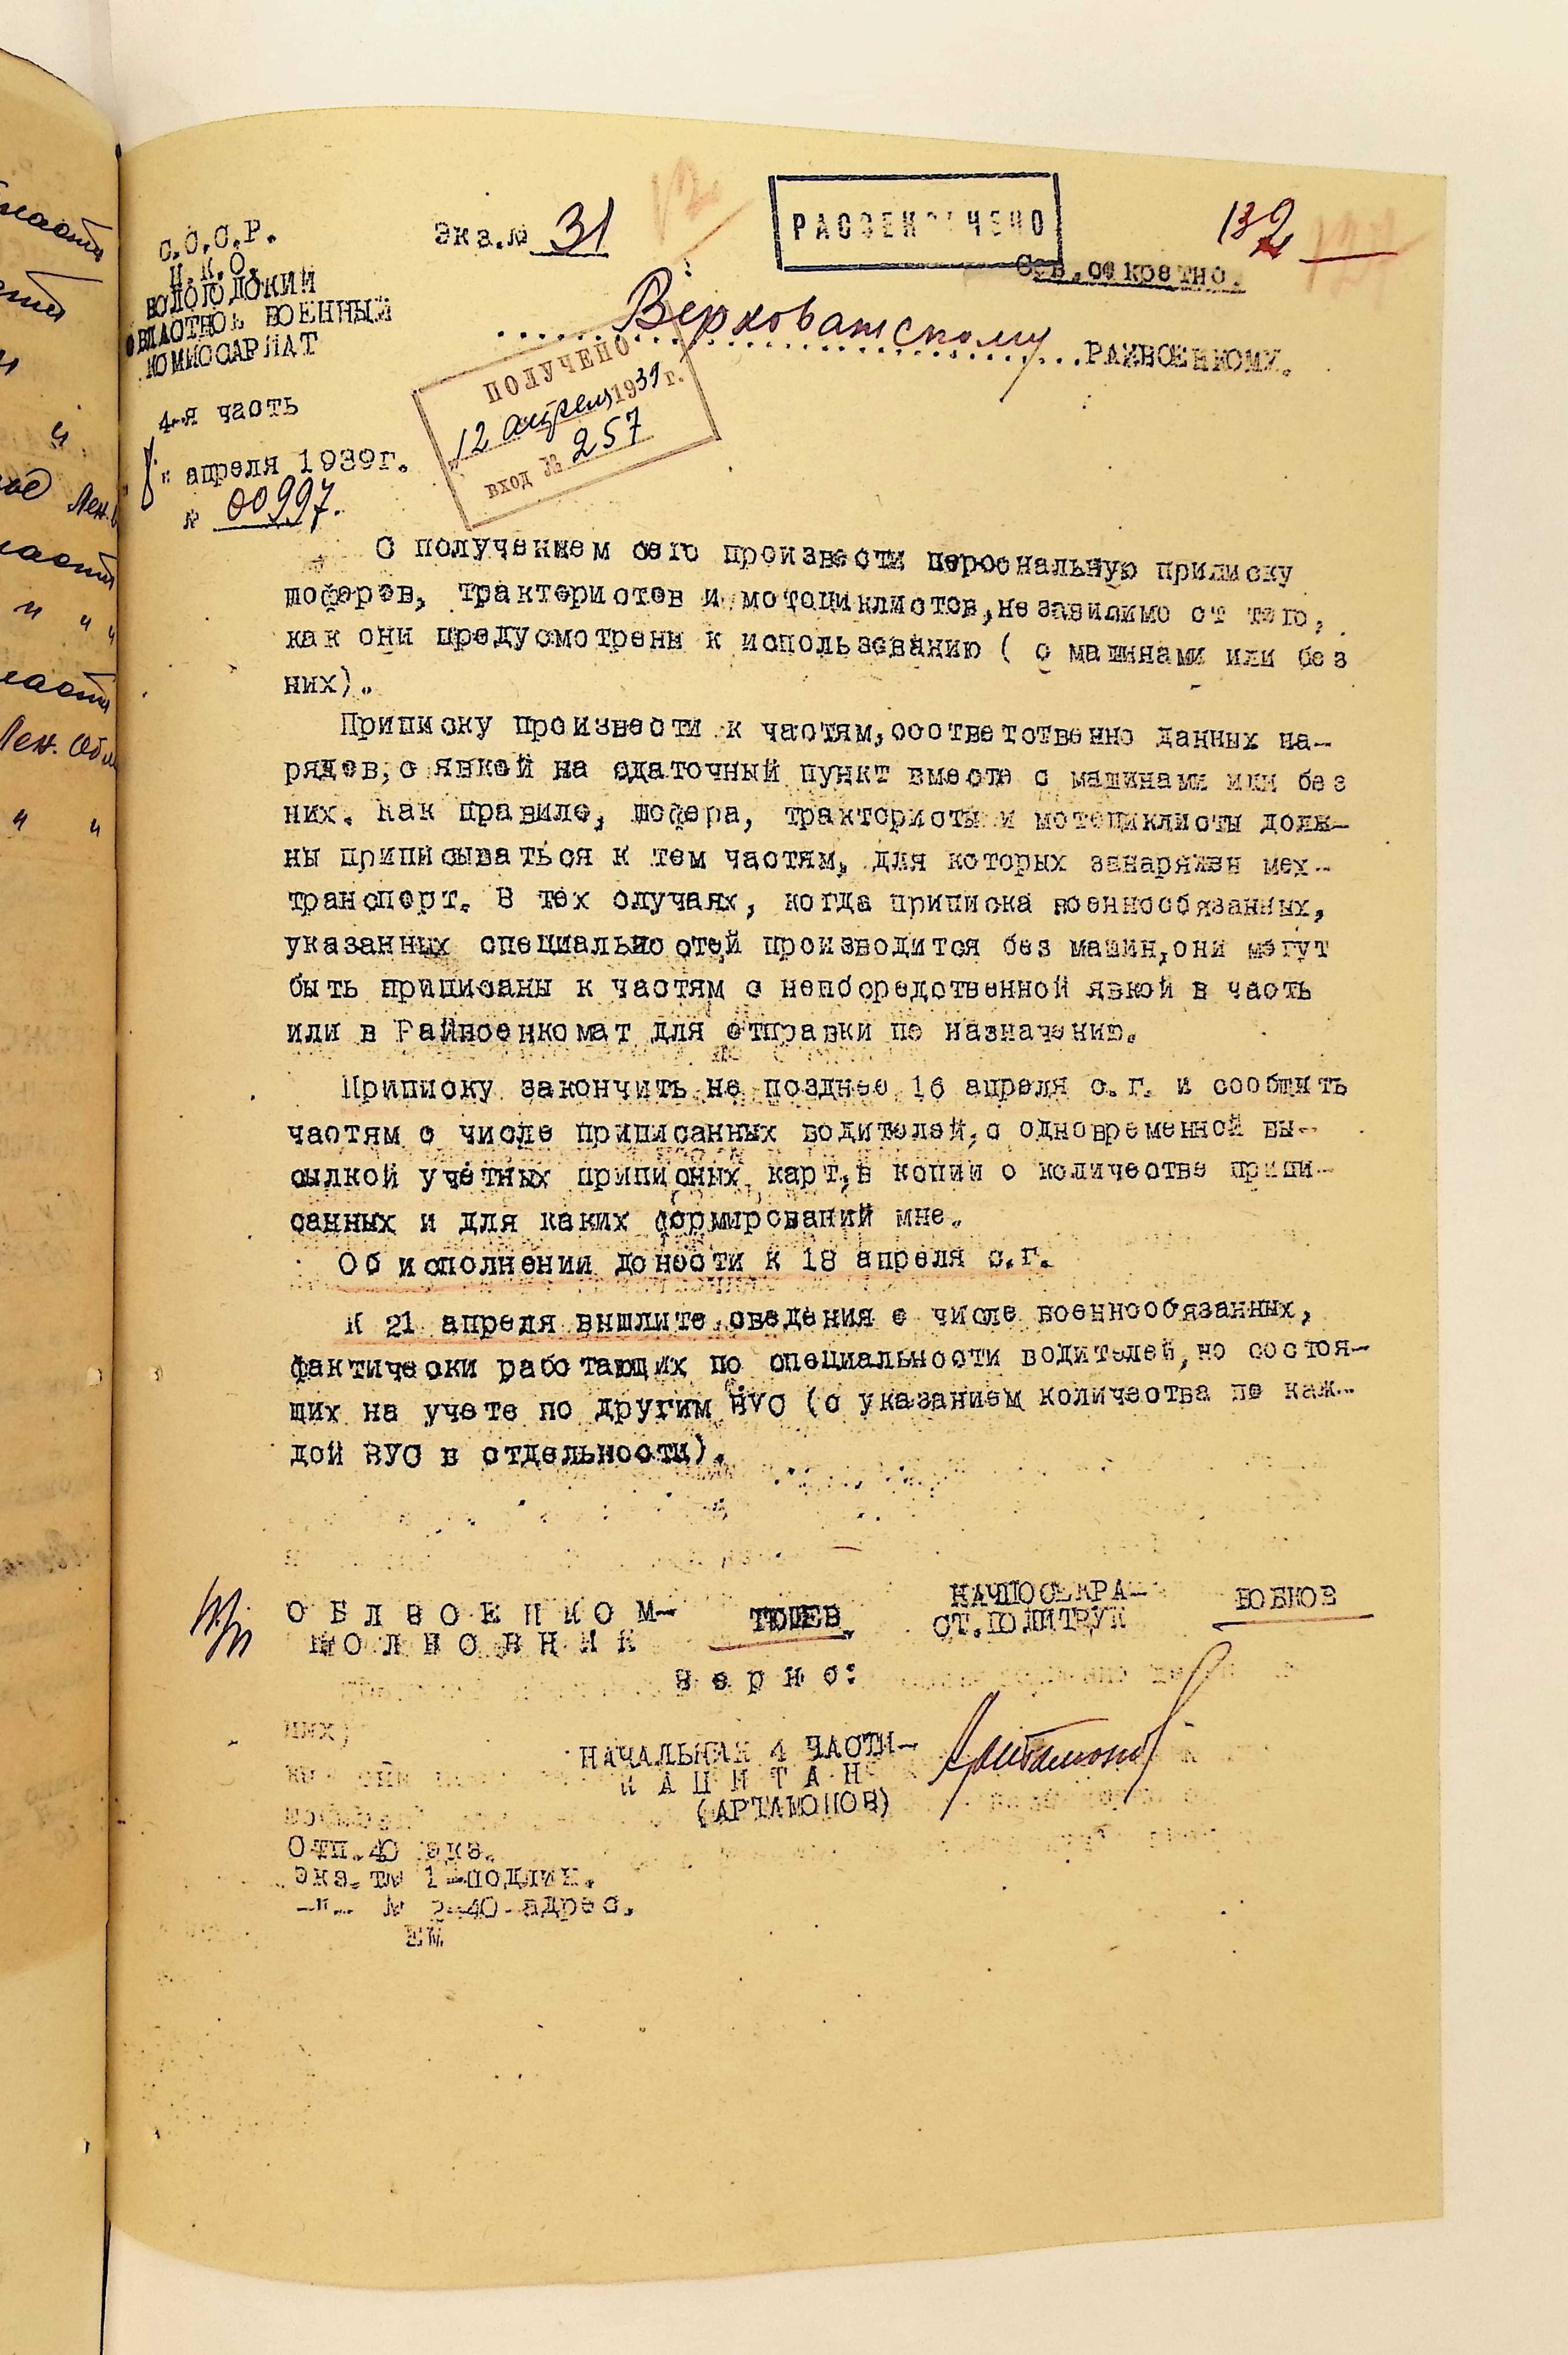 С.С.С.Р.
Н.К.О.
ВОЛОГОДСКИЙ
ОБЛАСТНОЙ ВОЕННЫЙ
КОМИССАРИАТ
4-я часть
" апреля 1939г.
№ 00997.
Экз.№ 31
РАССЕКРЕЧЕНО
132
Сов.секретно.
Верховажскому РАЙВОЕНКОМУ.
ПОЛУЧЕНО
"12 апреля 1939 г.
вход № 257
С получением сего произвести персональную приписку
шоферов, трактористов и мотоциклистов,независимо от того,
как они предусмотрены к использованию ( с машинами или без
них).
Приписку произвести к частям,соответственно данных на-
рядов,с явкой на сдаточный пункт вместе с машинами или без
них. Как правило, шофера, трактористы и мотоциклисты долж-
ны приписываться к тем частям, для которых занаряжен мех-
транспорт. В тех случаях, когда приписка военнообязанных,
указанных специальностей производится без машин,они могут
быть приписаны к частям с непосредственной явкой в часть
или в Райвоенкомат для отправки по назначению.
Приписку закончить не позднее 16 апреля с.г. и сообщить
частям о числе приписанных водителей,с одновременной вы-
сылкой учетных приписных карт,в копии о количестве припи-
санных и для каких формирований мне.
Об исполнении донести к 18 апреля с.г.
К 21 апреля вышлите сведения о числе военнообязанных,
фактически работающих по специальности водителей,но состоя-
щих на учете по другим ВУС (с указанием количества по каж-
дой ВУС в отдельности).
ОБЛВОЕНКОМ-
ПОЛКОВНИК
ТЮПЕВ
НАЧПОСЕКРА-
СТ.ПОЛИТРУК
БОБКОВ
Верно:
НАЧАЛЬНИК 4 ЧАСТИ-
КАПИТАН
(АРТАМОНОВ)
Артамонов
Отп.40 экз.
Экз.№ 1-подлин.
-"- № 2-40-адрес.
ЕМ